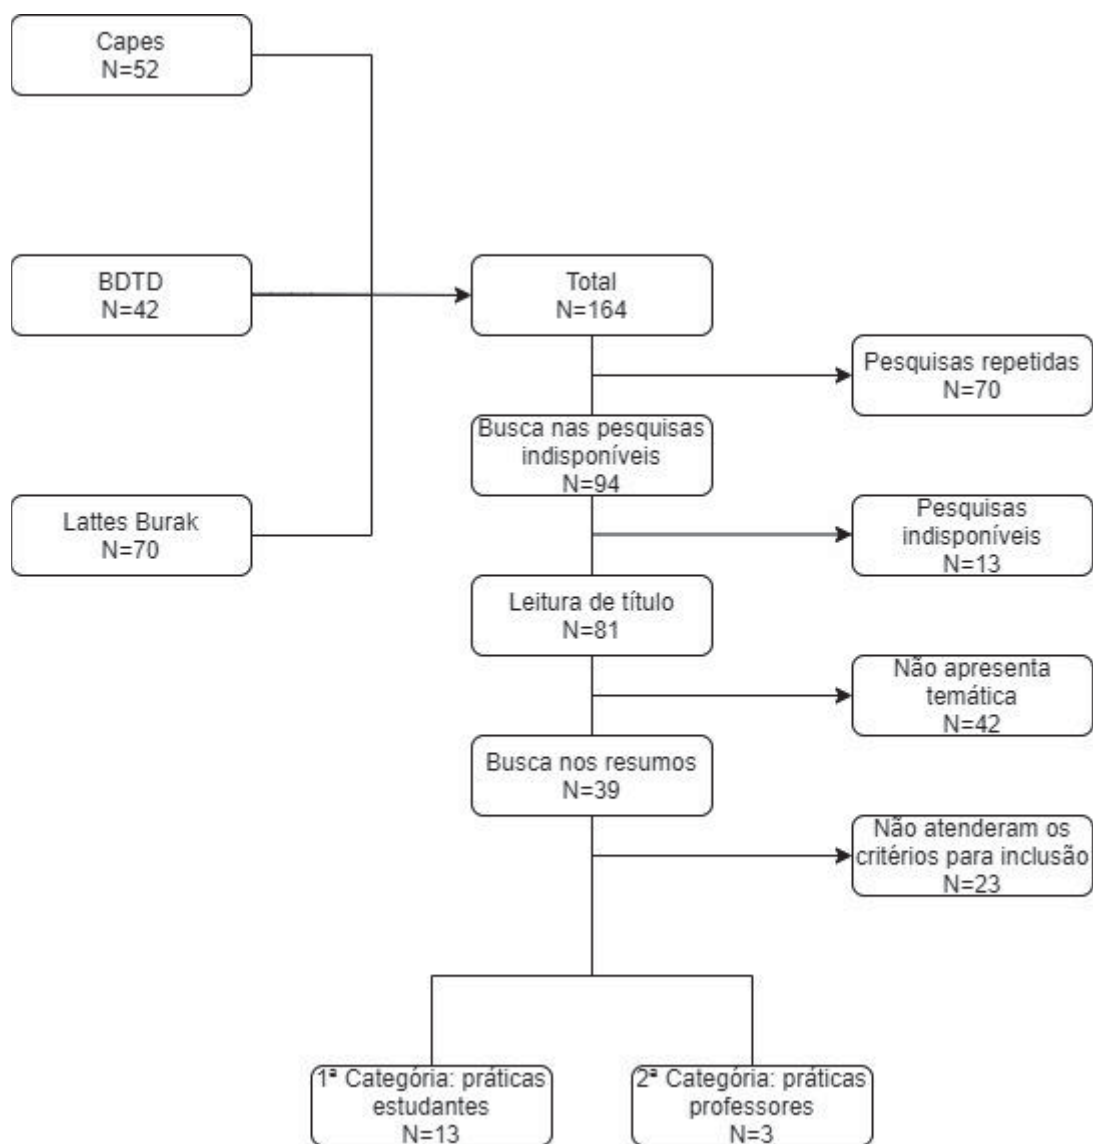 Capes
N=52
BDTD
N=42
Lattes Burak
N=70
Total
N=164
Pesquisas repetidas
N=70
Busca nas pesquisas
indisponíveis
N=94
Pesquisas
indisponíveis
N=13
Leitura de título
N=81
Não apresenta
temática
N=42
Busca nos resumos
N=39
Não atenderam os
critérios para inclusão
N=23
1ª Categória: práticas
estudantes
N=13
2ª Categória: práticas
professores
N=3